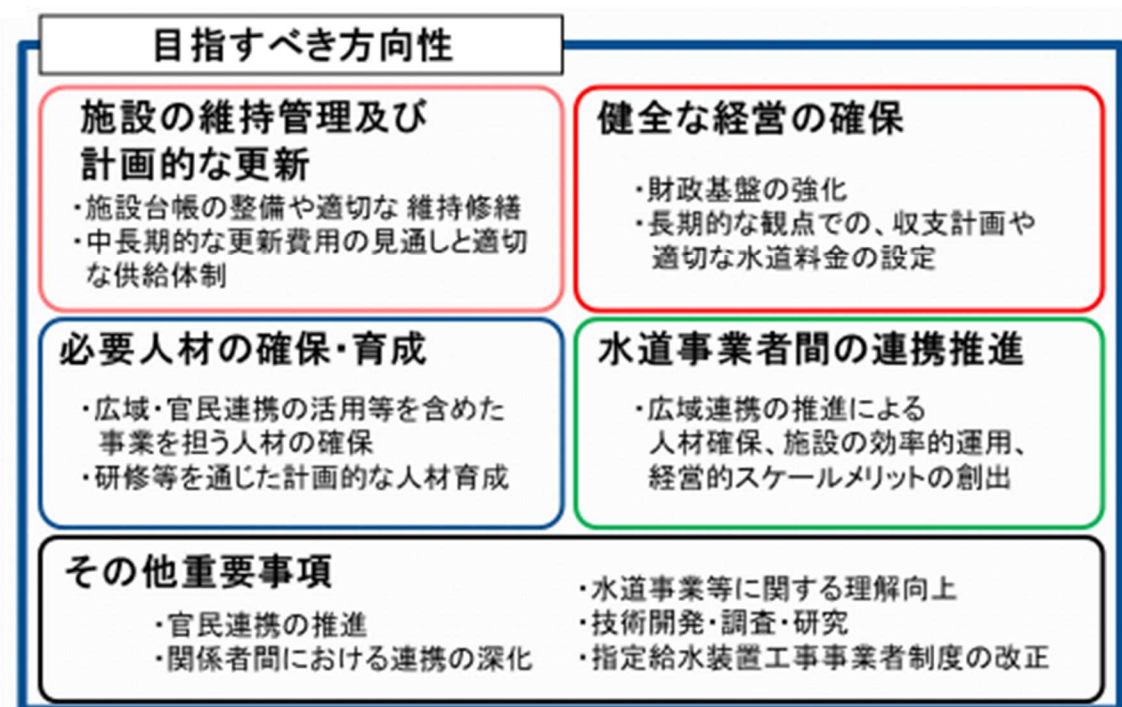 目指すべき方向性
施設の維持管理及び
計画的な更新
・施設台帳の整備や適切な 維持修繕
・中長期的な更新費用の見通しと適切
な供給体制
健全な経営の確保
・財政基盤の強化
・長期的な観点での、収支計画や
適切な水道料金の設定
必要人材の確保・育成
・広域・官民連携の活用等を含めた
事業を担う人材の確保
・研修等を通じた計画的な人材育成
水道事業者間の連携推進
・広域連携の推進による
人材確保、施設の効率的運用、
経営的スケールメリットの創出
その他重要事項
・官民連携の推進
・関係者間における連携の深化
・水道事業等に関する理解向上
・技術開発・調査・研究
・指定給水装置工事事業者制度の改正